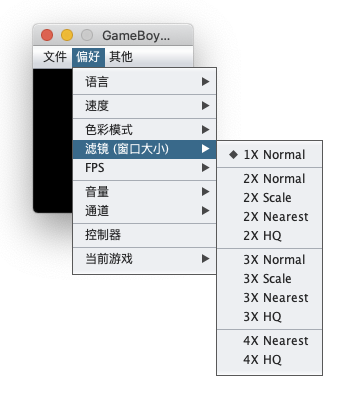 GameBoy...
文件 偏好 其他
语言
速度
色彩模式
滤镜 (窗口大小)
FPS
音量
通道
控制器
当前游戏
1X Normal
2X Normal
2X Scale
2X Nearest
2X HQ
3X Normal
3X Scale
3X Nearest
3X HQ
4X Nearest
4X HQ